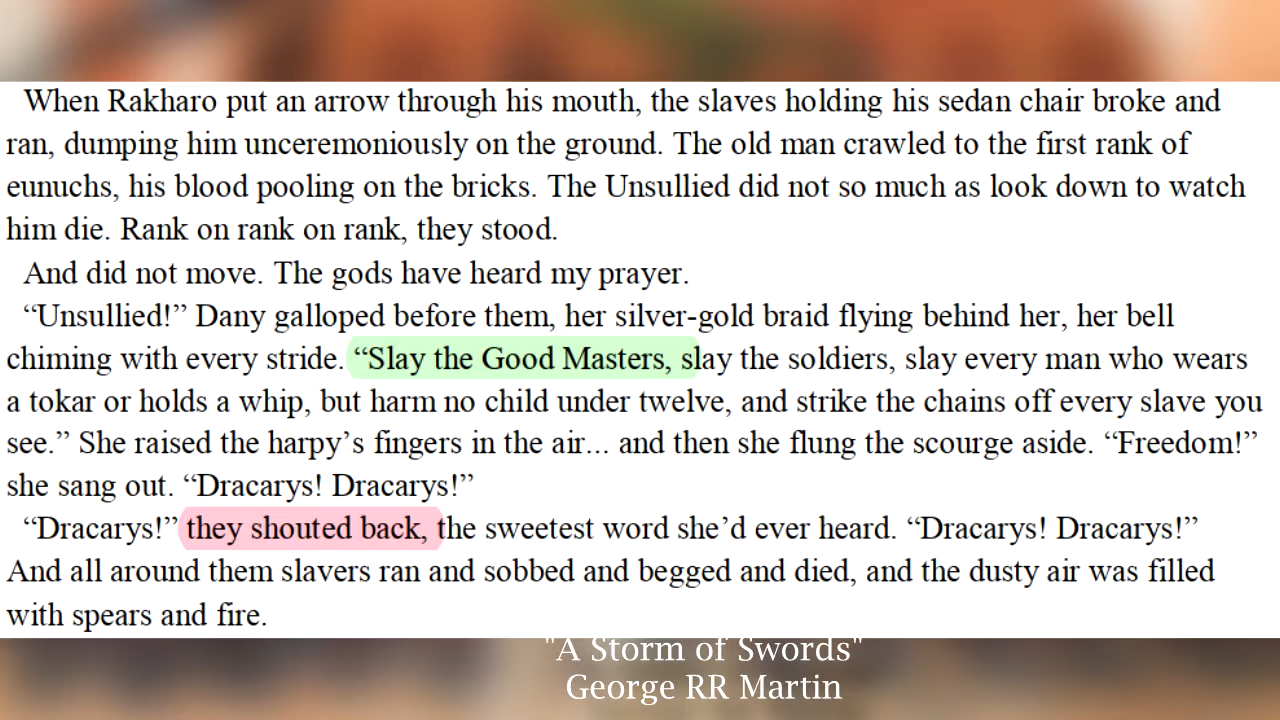 When Rakharo put an arrow through his mouth, the slaves holding his sedan chair broke and
ran, dumping him unceremoniously on the ground. The old man crawled to the first rank of
eunuchs, his blood pooling on the bricks. The Unsullied did not so much as look down to watch
him die. Rank on rank on rank, they stood.
And did not move. The gods have heard my prayer.
“Unsullied!” Dany galloped before them, her silver-gold braid flying behind her, her bell
chiming with every stride. “Slay the Good Masters, slay the soldiers, slay every man who wears
a tokar or holds a whip, but harm no child under twelve, and strike the chains off every slave you
see.” She raised the harpy’s fingers in the air... and then she flung the scourge aside. “Freedom!”
she sang out. “Dracarys! Dracarys!”
“Dracarys!” they shouted back, the sweetest word she’d ever heard. “Dracarys! Dracarys!”
And all around them slavers ran and sobbed and begged and died, and the dusty air was filled
with spears and fire.
"A Storm of Swords"
George RR Martin